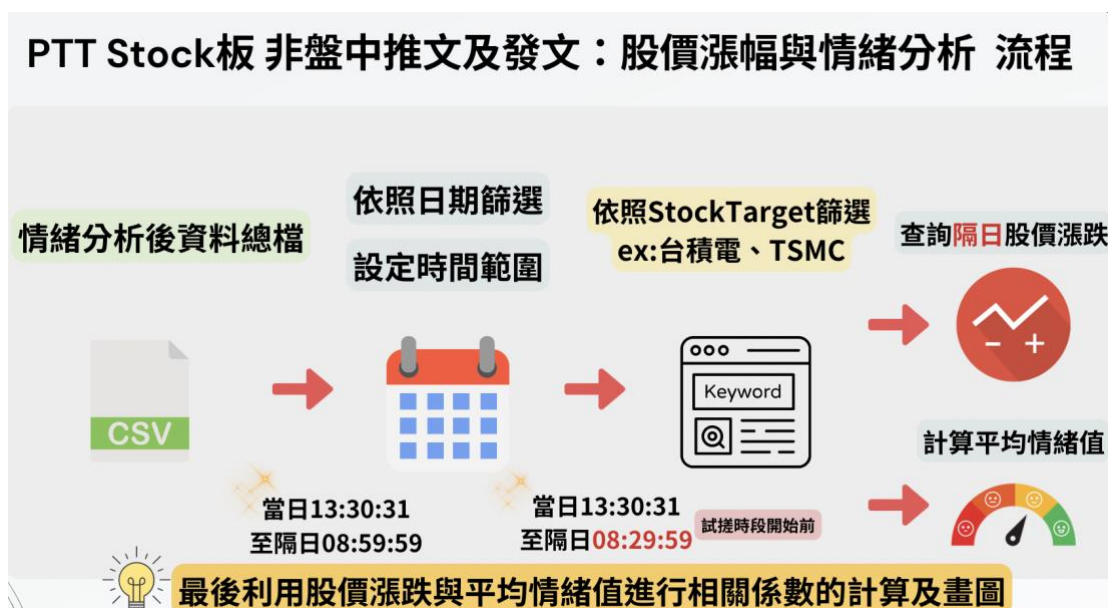 PTT Stock板 非盤中推文及發文：股價漲幅與情緒分析 流程
情緒分析後資料總檔
依照日期篩選
設定時間範圍
依照StockTarget篩選
ex:台積電、TSMC
查詢隔日股價漲跌
CSV
Keyword
計算平均情緒值
當日13:30:31
至隔日08:59:59
當日13:30:31
至隔日08:29:59
試搓時段開始前
最後利用股價漲跌與平均情緒值進行相關係數的計算及畫圖